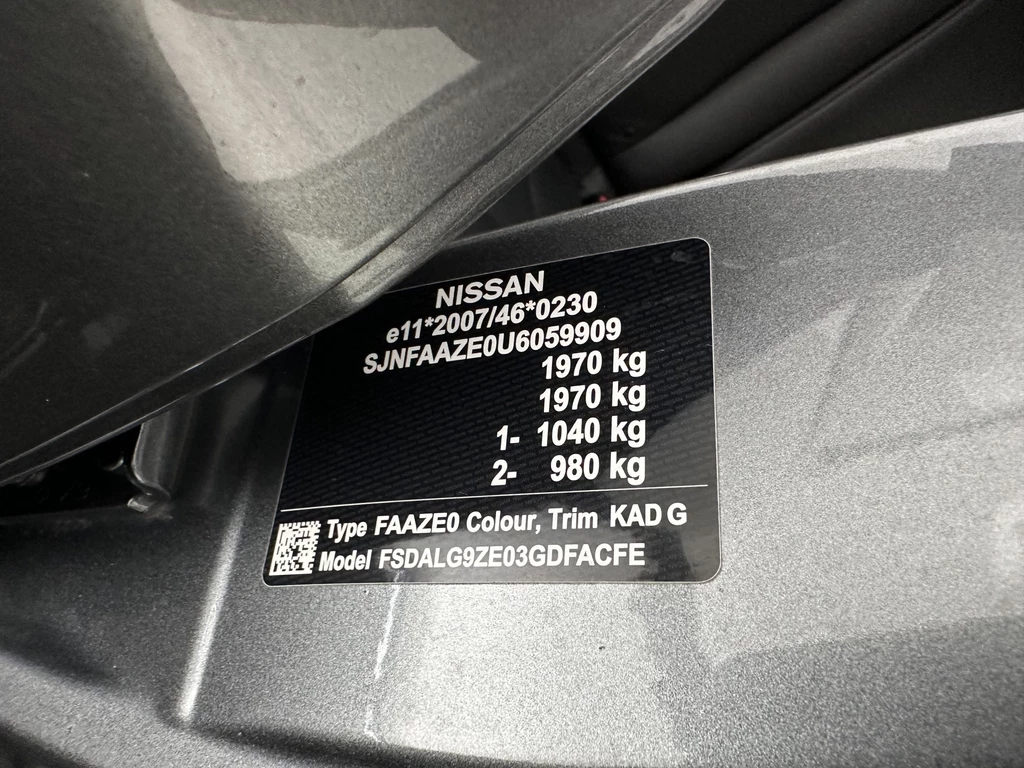 NISSAN
e11*2007/46*0230
SJNFAAZE0U6059909
1970 kg
1970 kg
1- 1040 kg
2- 980 kg
Type FAAZE0 Colour, Trim KAD G
Model FSDALG9ZE03GDFACFE